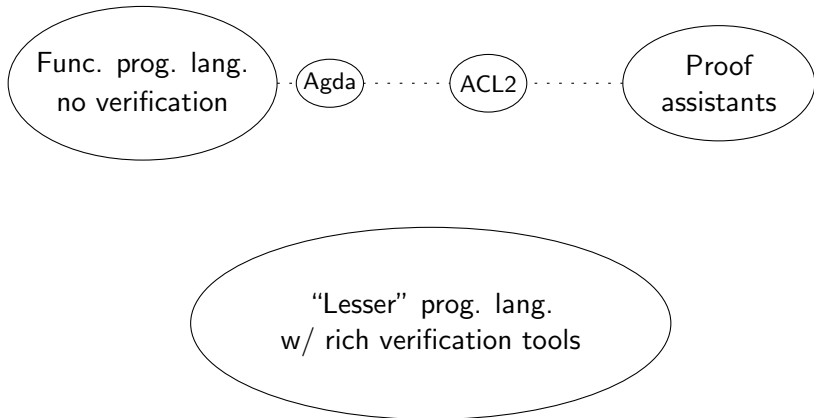 Func. prog. lang.
no verification
Agda
ACL2
Proof
assistants
“Lesser” prog. lang.
w/ rich verification tools